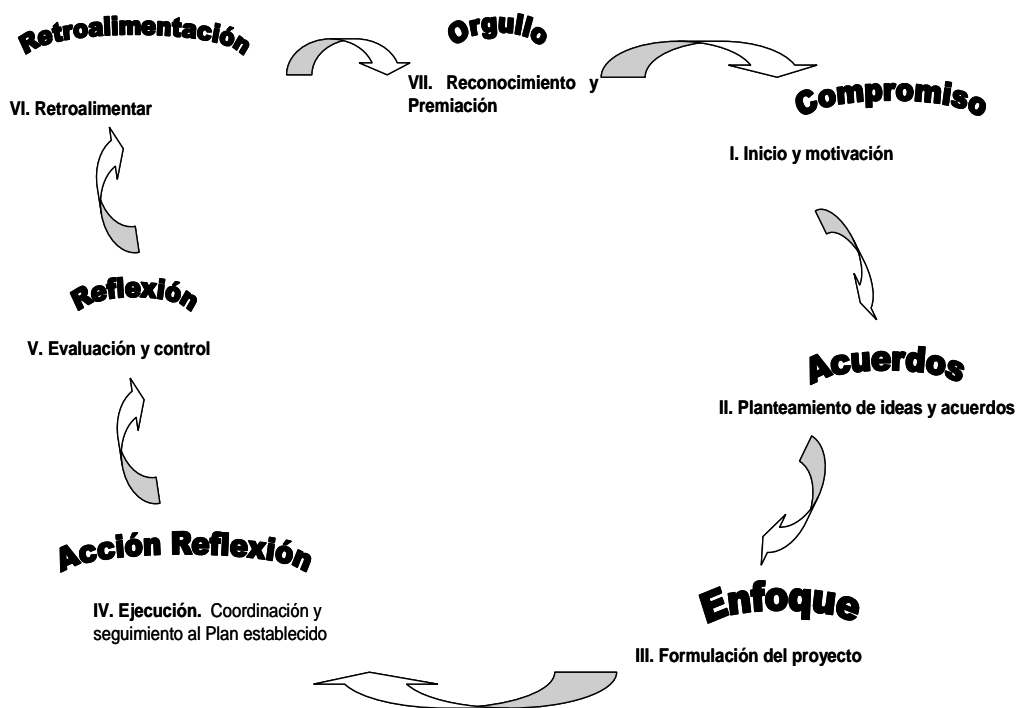 Retroalimentación
Orgullo
VII. Reconocimiento y
Premiación
Compromiso
VI. Retroalimentar
I. Inicio y motivación
Reflexión
V. Evaluación y control
Acuerdos
II. Planteamiento de ideas y acuerdos
Acción Reflexión
IV. Ejecución. Coordinación y
seguimiento al Plan establecido
Enfoque
III. Formulación del proyecto